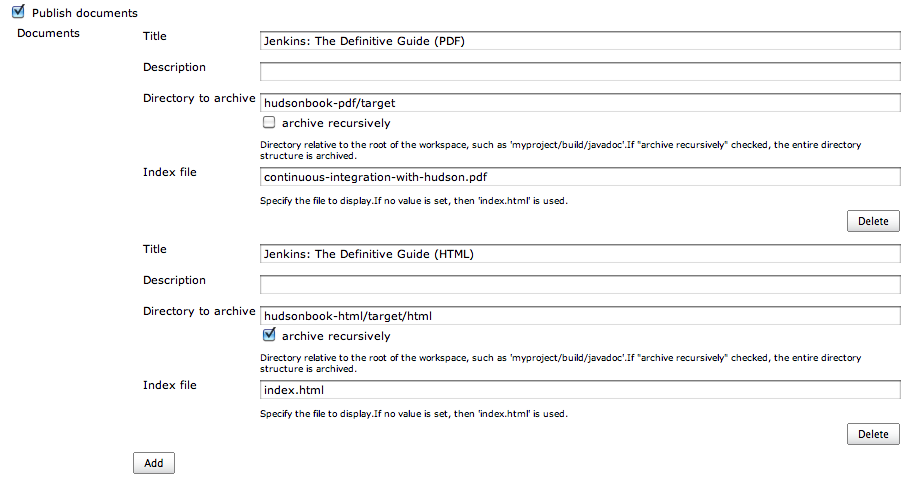 Publish documents
Documents
Title
Jenkins: The Definitive Guide (PDF)
Description
Directory to archive
hudsonbook-pdf/target
archive recursively
Directory relative to the root of the workspace, such as 'myproject/build/javadoc'.If "archive recursively" checked, the entire directory
structure is archived.
Index file
continuous-integration-with-hudson.pdf
Specify the file to display.If no value is set, then 'index.html' is used.
Delete
Title
Jenkins: The Definitive Guide (HTML)
Description
Directory to archive
hudsonbook-html/target/html
archive recursively
Directory relative to the root of the workspace, such as 'myproject/build/javadoc'.If "archive recursively" checked, the entire directory
structure is archived.
Index file
index.html
Specify the file to display.If no value is set, then 'index.html' is used.
Delete
Add